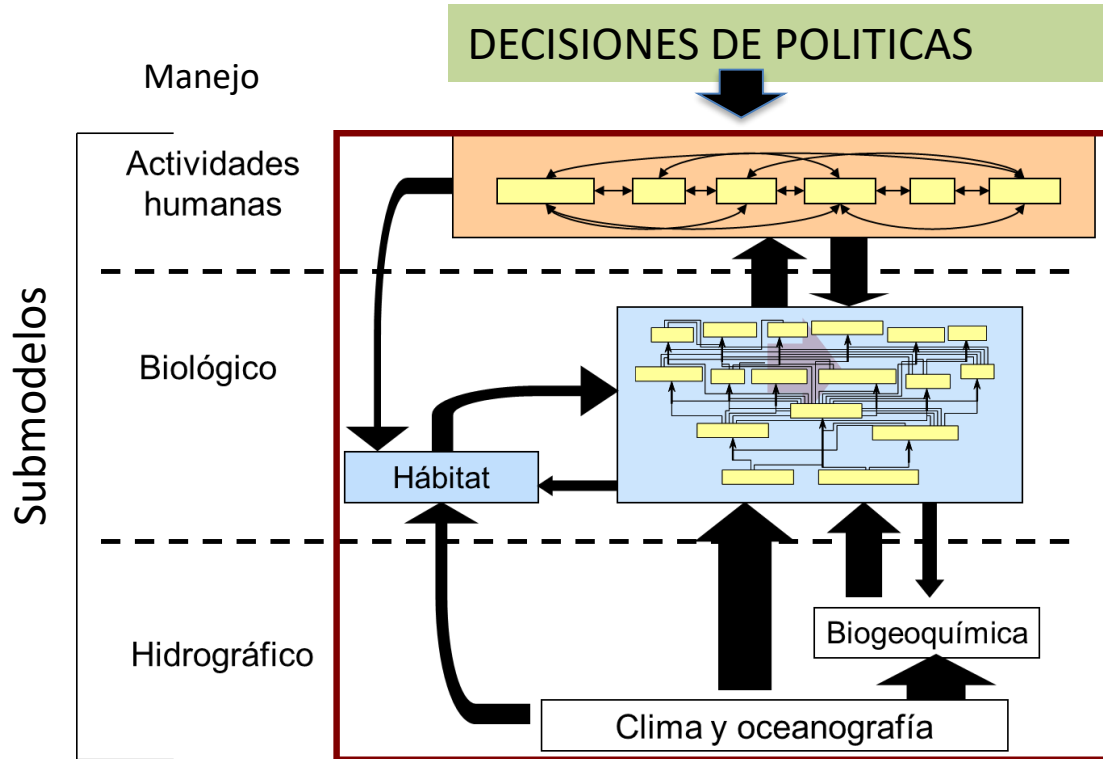 DECISIONES DE POLITICAS
Manejo
Actividades
humanas
Submodelos
Biológico
Hábitat
Biogeoquímica
Hidrográfico
Clima y oceanografía